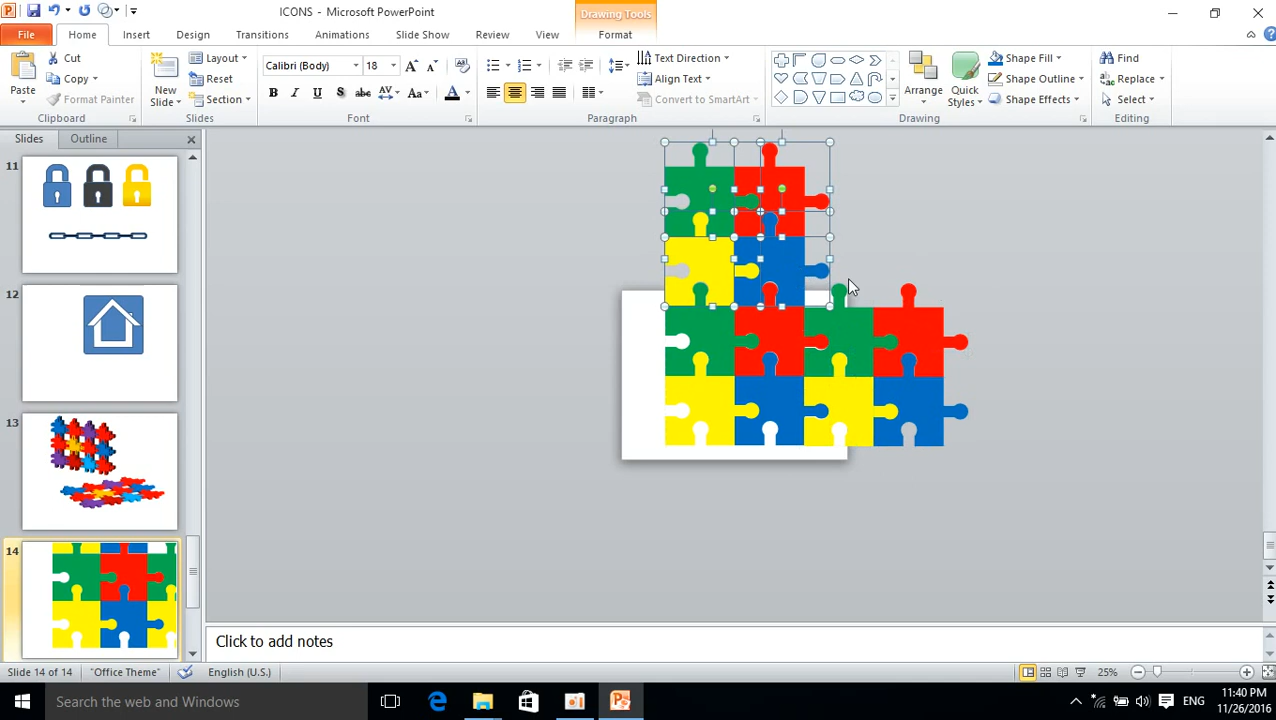 ICONS - Microsoft PowerPoint
Drawing Tools
File Home Insert Design Transitions Animations Slide Show Review View Format
Paste
Cut
Copy
Format Painter
Clipboard
New Slide
Layout
Reset
Section
Slides
Calibri (Body) 18
B I U S abc AV Aa A
Font
Text Direction
Align Text
Convert to SmartArt
Paragraph
Arrange
Quick Styles
Shape Fill
Shape Outline
Shape Effects
Drawing
Find
Replace
Select
Editing
Slides Outline
11
12
13
14
Click to add notes
Slide 14 of 14 "Office Theme" English (U.S.) 25%
Search the web and Windows
ENG
11:40 PM
11/26/2016